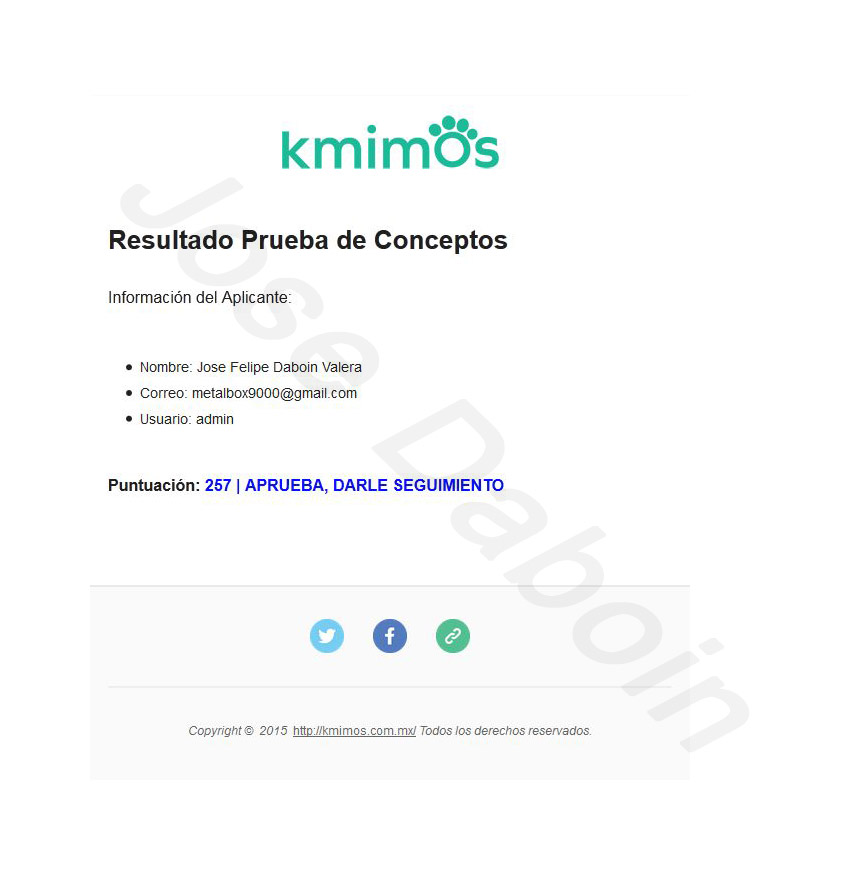 kmimos
Resultado Prueba de Conceptos
Información del Aplicante:
Nombre: Jose Felipe Daboin Valera
Correo: metalbox9000@gmail.com
Usuario: admin
Puntuación: 257 | APRUEBA, DARLE SEGUIMIENTO
Copyright © 2015 http://kmimos.com.mx/ Todos los derechos reservados.
Jose Daboin